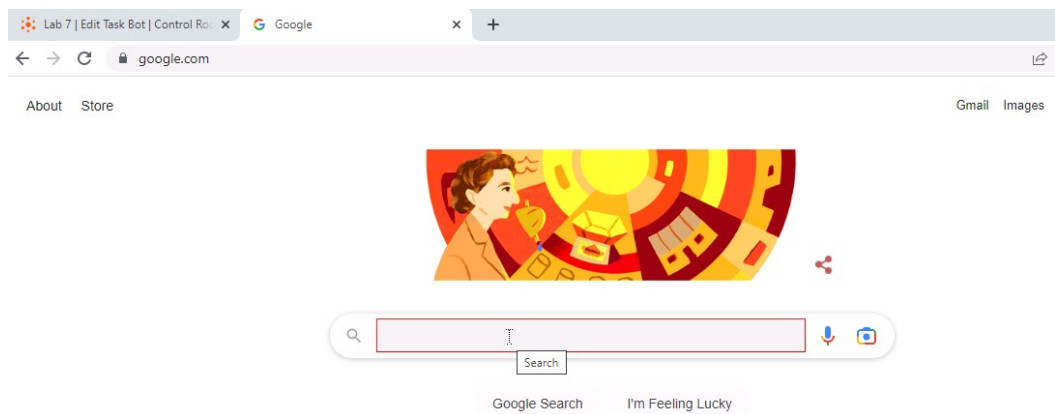 Lab 7 | Edit Task Bot | Control Ro
Google
google.com
About Store
Gmail Images
Search
Google Search I'm Feeling Lucky